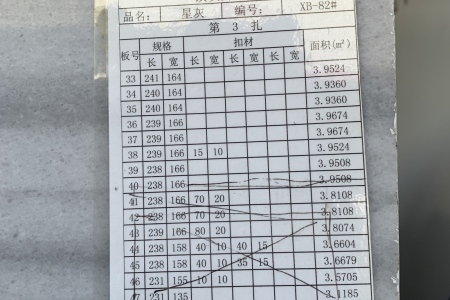 品名: 星灰 编号: XB-82#
第 3 扎
板号 规格 扣材 面积(m²)
长 宽 长 宽 长 宽 长 宽
33 241 164 3.9524
34 240 164 3.9360
35 240 164 3.9360
36 239 166 3.9674
37 239 166 3.9674
38 239 166 15 10 3.9524
39 238 166 3.9508
40 238 166 3.9508
41 238 166 70 20 3.8108
42 238 166 70 20 3.8108
43 239 166 80 20 3.8074
44 238 158 40 10 40 15 3.6604
45 238 158 40 10 35 15 3.6679
46 231 155 10 10 3.5705
47 231 135 3.1185